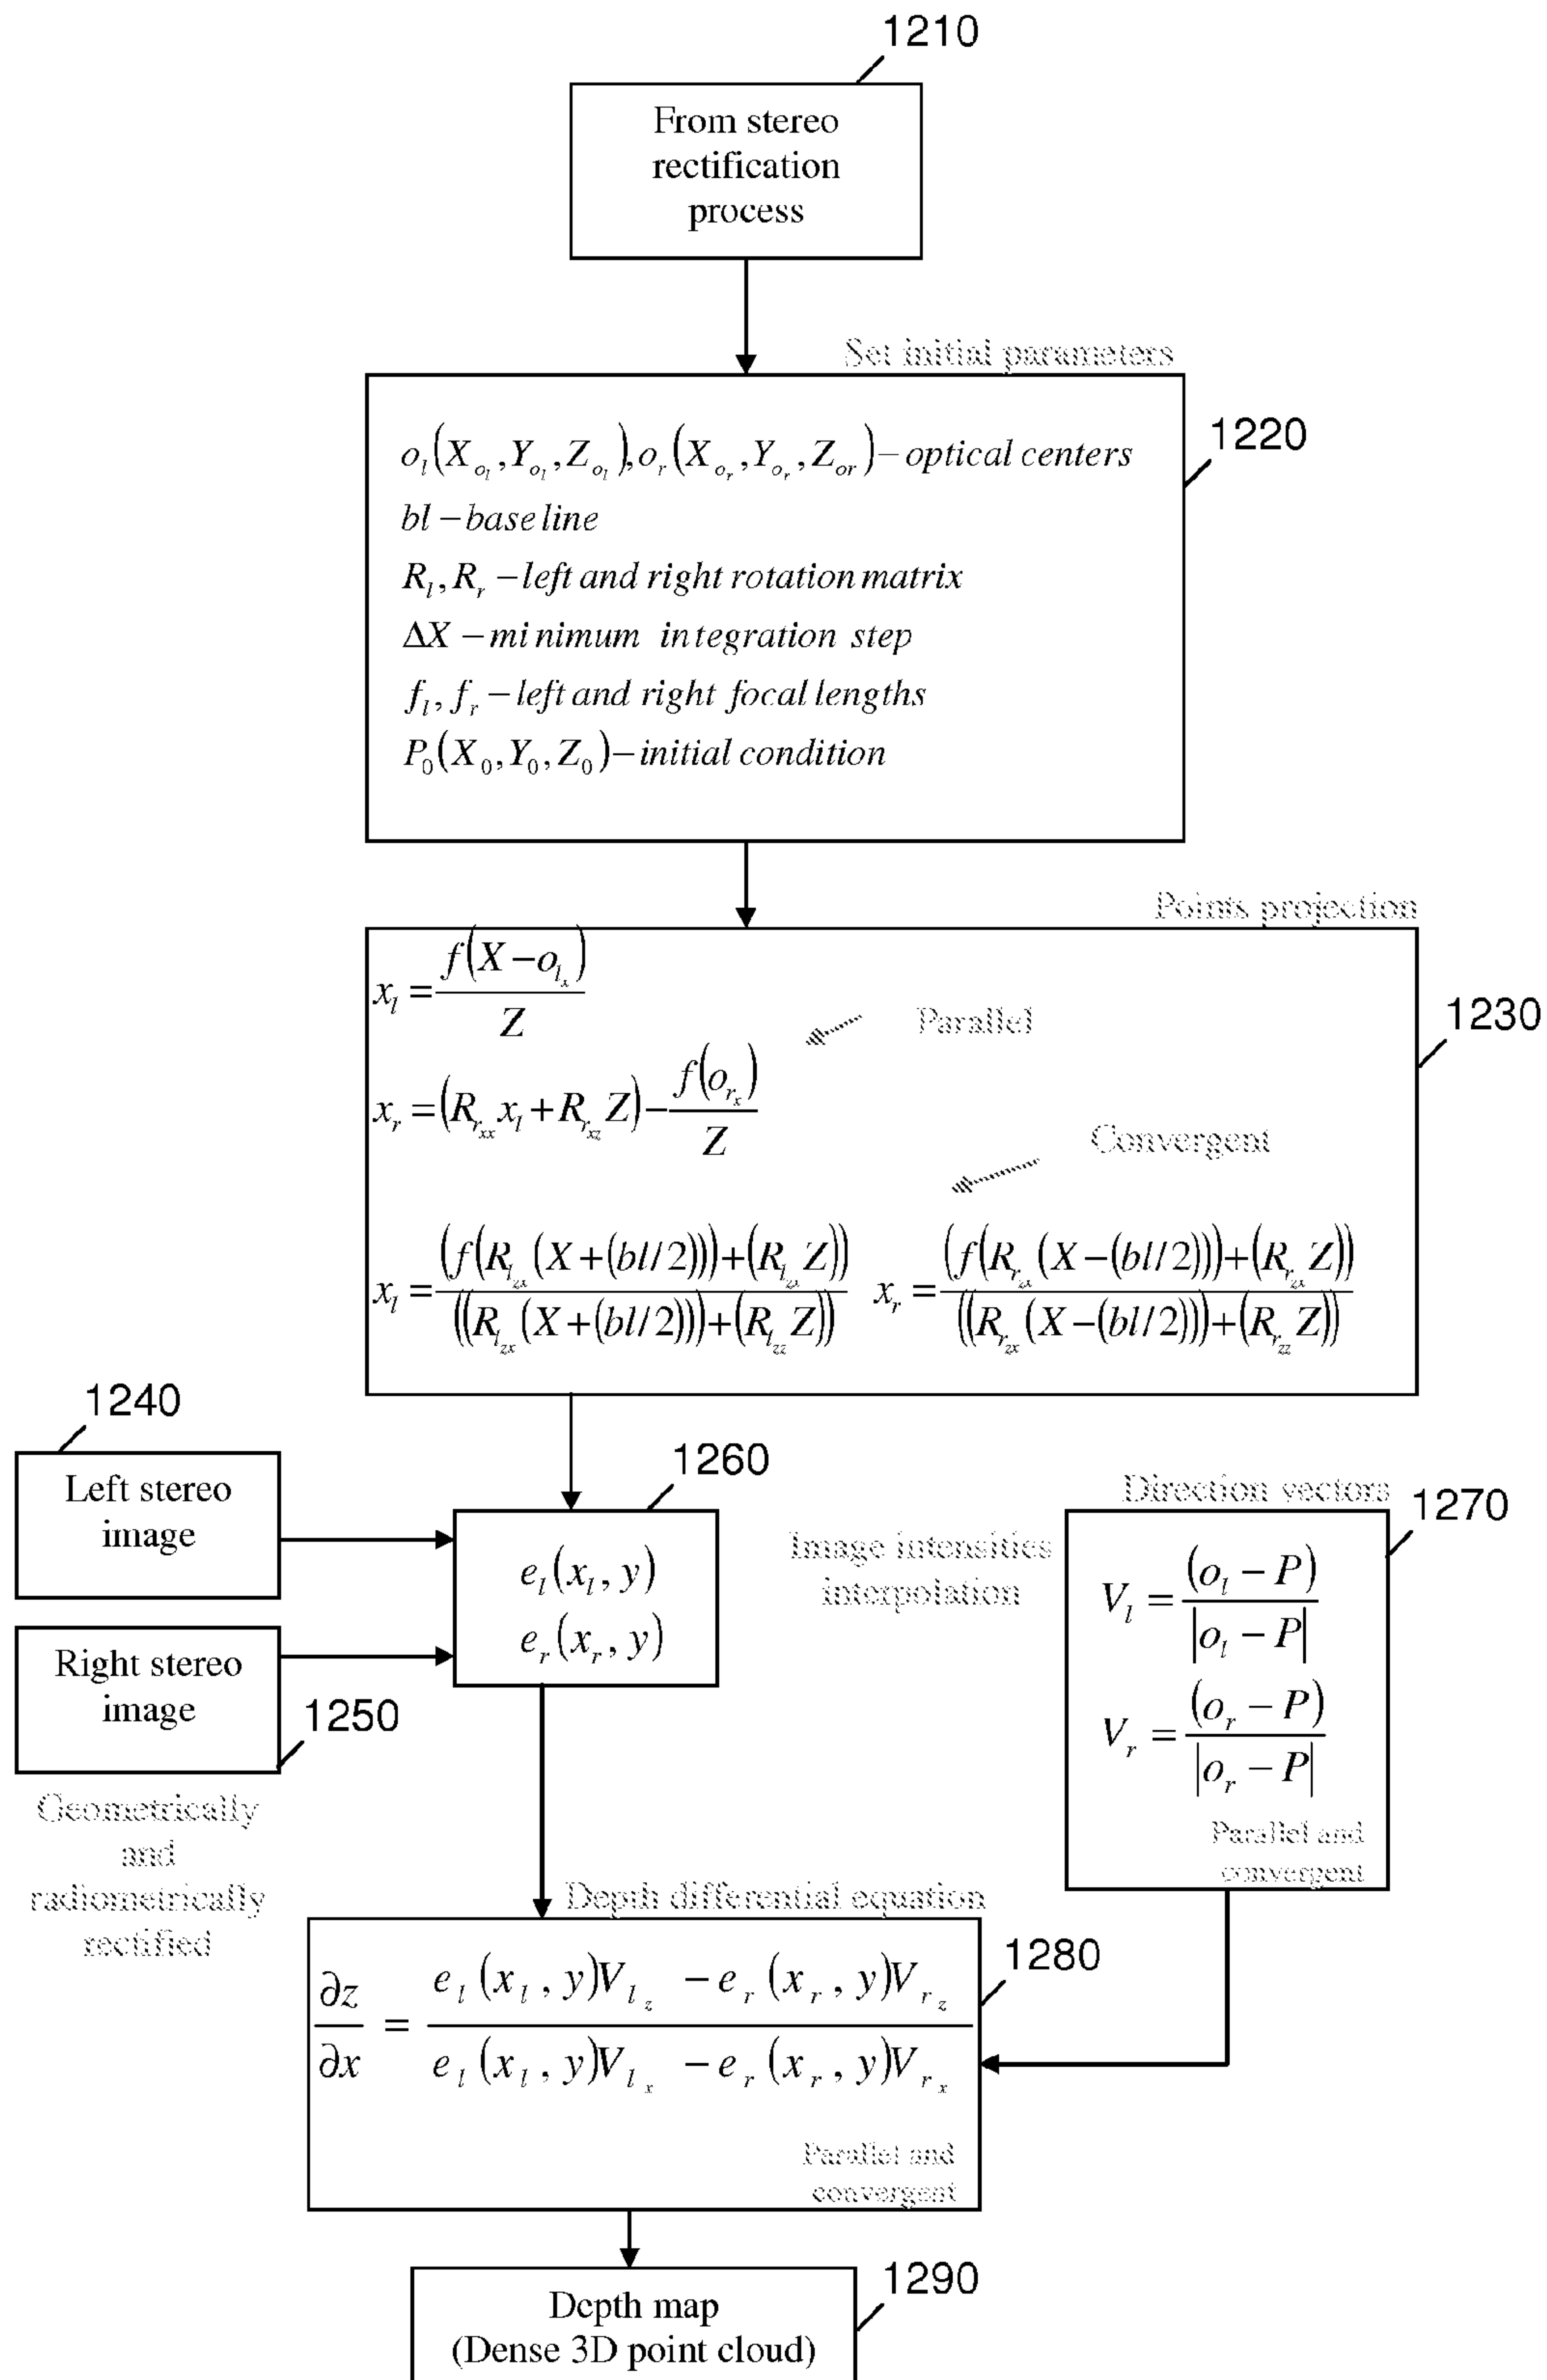 1210
From stereo
rectification
process
Set initial parameters
1220
o_l(X_{o_l}, Y_{o_l}, Z_{o_l}), o_r(X_{o_r}, Y_{o_r}, Z_{or}) – optical centers
bl – base line
R_l, R_r – left and right rotation matrix
ΔX – minimum integration step
f_l, f_r – left and right focal lengths
P_0(X_0, Y_0, Z_0) – initial condition
Points projection
1230
x_l = f(X – o_{l_x}) / Z
Parallel
x_r = (R_{r_{xx}} x_l + R_{r_{xz}} Z) – f(o_{r_x}) / Z
Convergent
x_l = (f(R_{l_{zx}}(X + (bl/2))) + (R_{l_{zx}} Z)) / ((R_{l_{zx}}(X + (bl/2))) + (R_{l_{zz}} Z)) x_r = (f(R_{r_{zx}}(X – (bl/2))) + (R_{r_{zx}} Z)) / ((R_{r_{zx}}(X – (bl/2))) + (R_{r_{zz}} Z))
1240
Left stereo
image
Right stereo
image
1250
Geometrically
and
radiometrically
rectified
1260
e_l(x_l, y)
e_r(x_r, y)
Image intensities
interpolation
Direction vectors
1270
V_l = (o_l – P) / |o_l – P|
V_r = (o_r – P) / |o_r – P|
Parallel and
convergent
Depth differential equation
1280
∂z/∂x = (e_l(x_l, y)V_{l_z} – e_r(x_r, y)V_{r_z}) / (e_l(x_l, y)V_{l_x} – e_r(x_r, y)V_{r_x})
Parallel and
convergent
1290
Depth map
(Dense 3D point cloud)